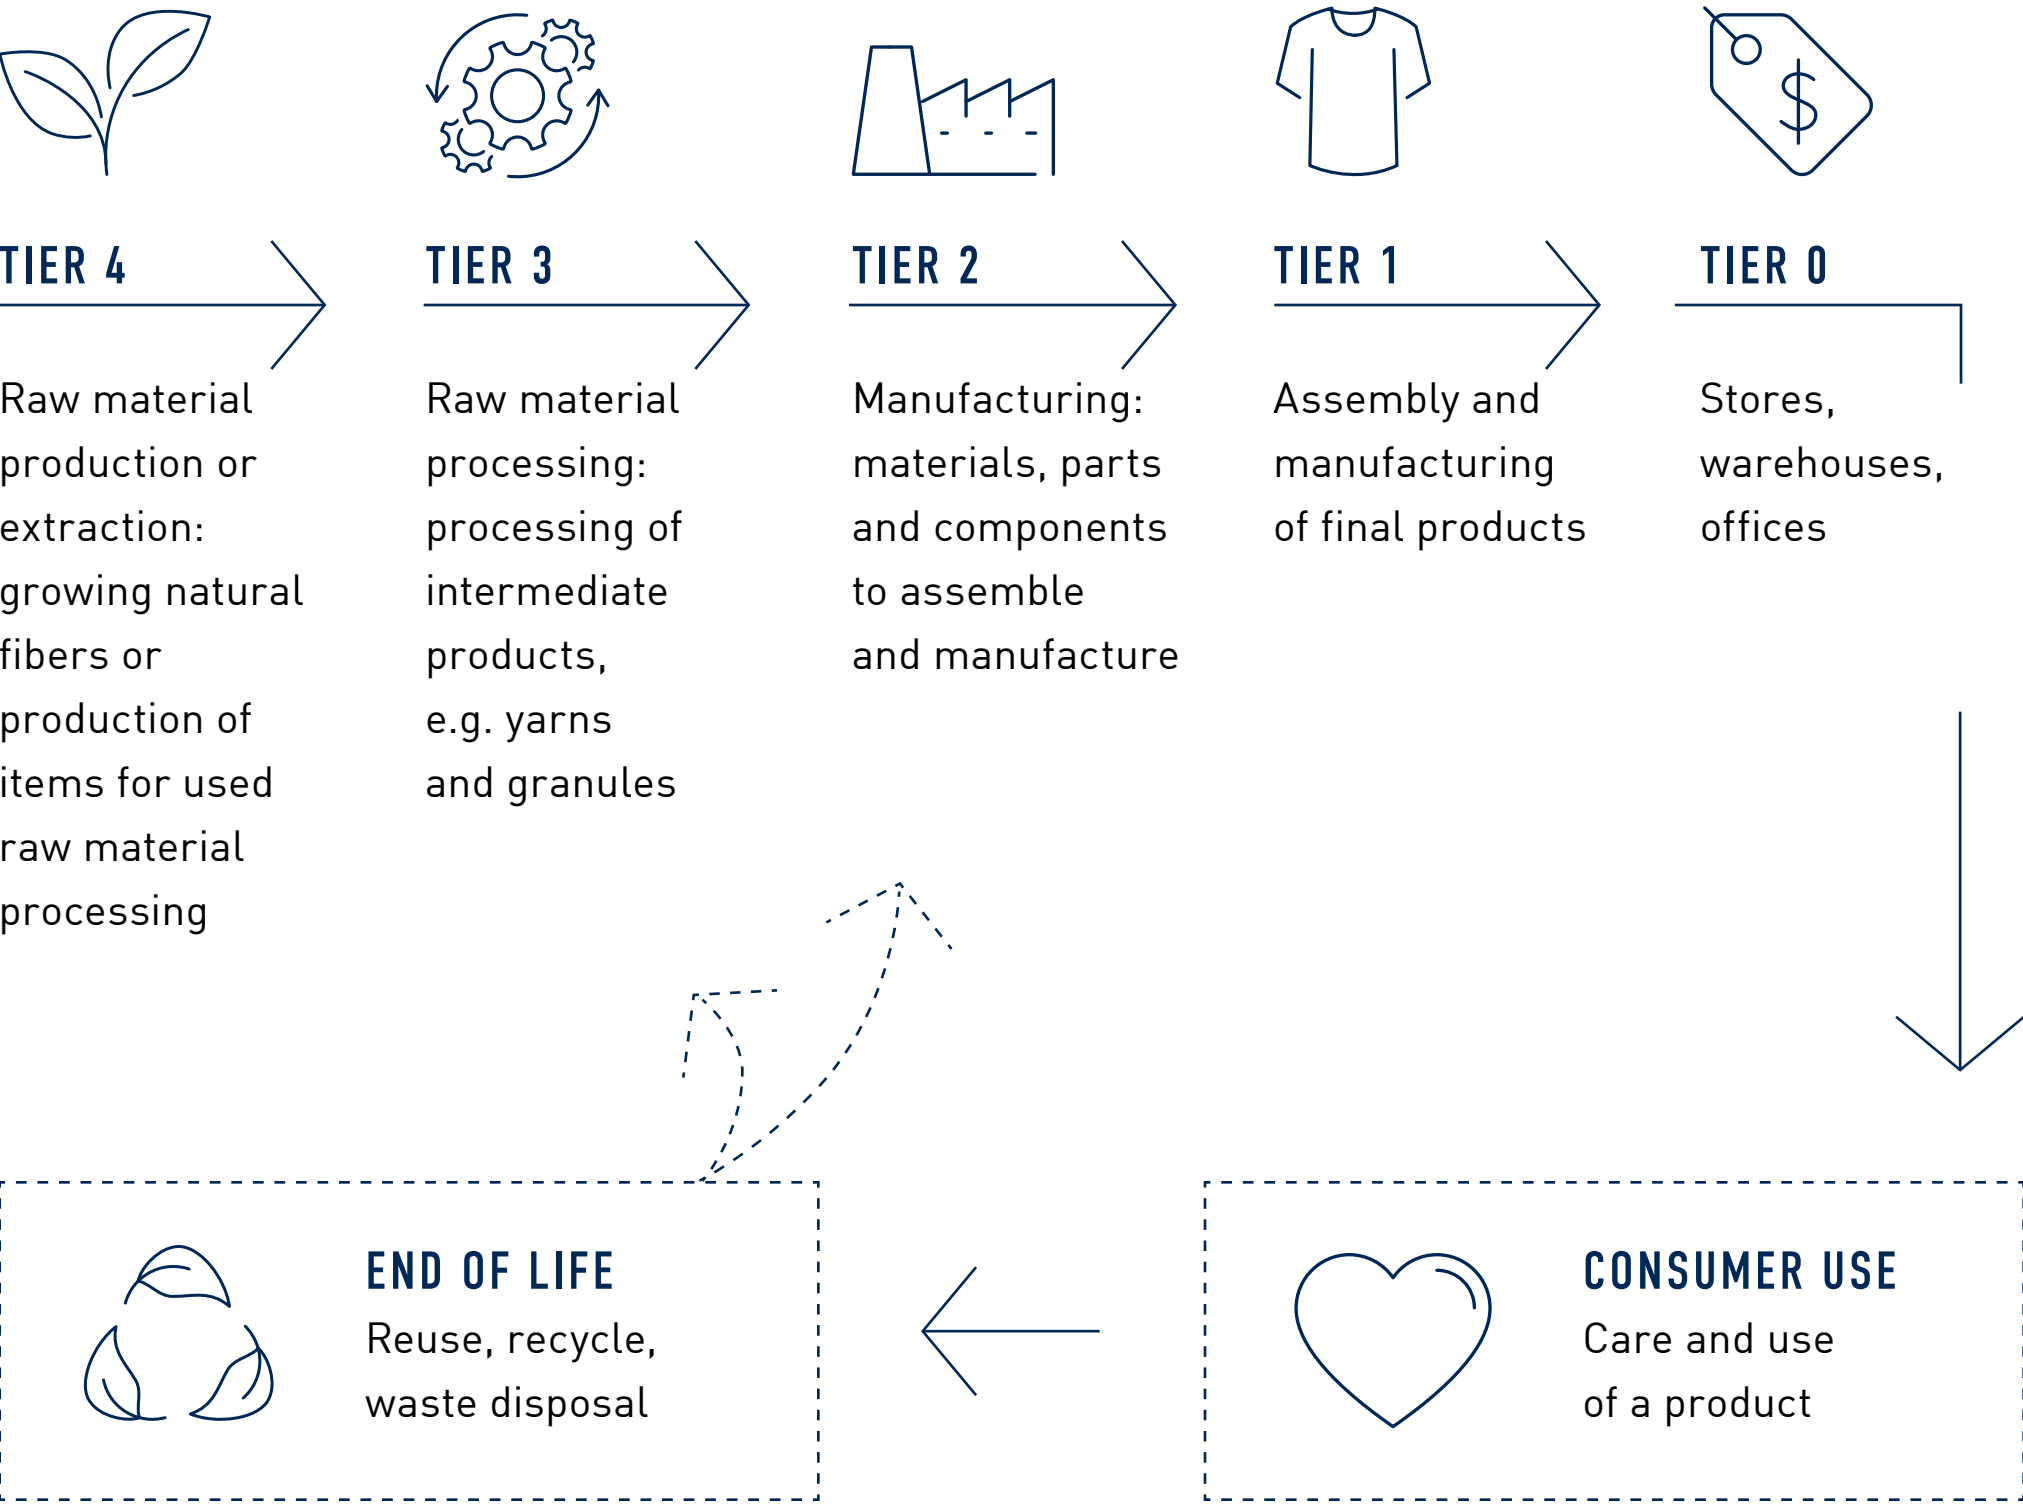 TIER 4
Raw material
production or
extraction:
growing natural
fibers or
production of
items for used
raw material
processing
TIER 3
Raw material
processing:
processing of
intermediate
products,
e.g. yarns
and granules
TIER 2
Manufacturing:
materials, parts
and components
to assemble
and manufacture
TIER 1
Assembly and
manufacturing
of final products
$
TIER 0
Stores,
warehouses,
offices
END OF LIFE
Reuse, recycle,
waste disposal
CONSUMER USE
Care and use
of a product